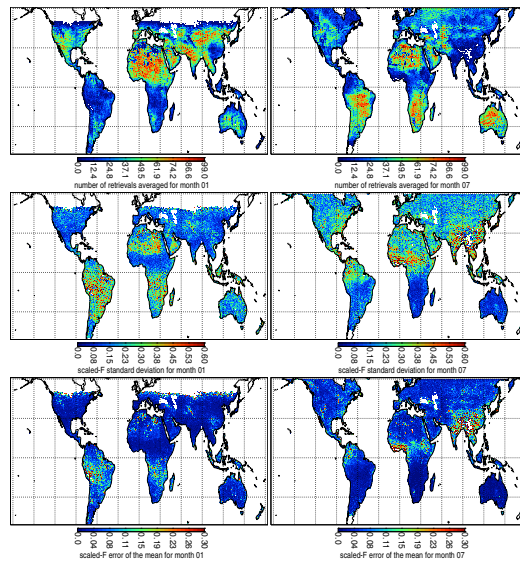 0.0 12.4 24.8 37.1 49.5 61.9 74.2 86.6 99.0
number of retrievals averaged for month 01
0.0 12.4 24.8 37.1 49.5 61.9 74.2 86.6 99.0
number of retrievals averaged for month 07
0.0 0.08 0.15 0.23 0.30 0.38 0.45 0.53 0.60
scaled-F standard deviation for month 01
0.0 0.08 0.15 0.23 0.30 0.38 0.45 0.53 0.60
scaled-F standard deviation for month 07
0.0 0.04 0.08 0.11 0.15 0.19 0.23 0.26 0.30
scaled-F error of the mean for month 01
0.0 0.04 0.08 0.11 0.15 0.19 0.23 0.26 0.30
scaled-F error of the mean for month 07